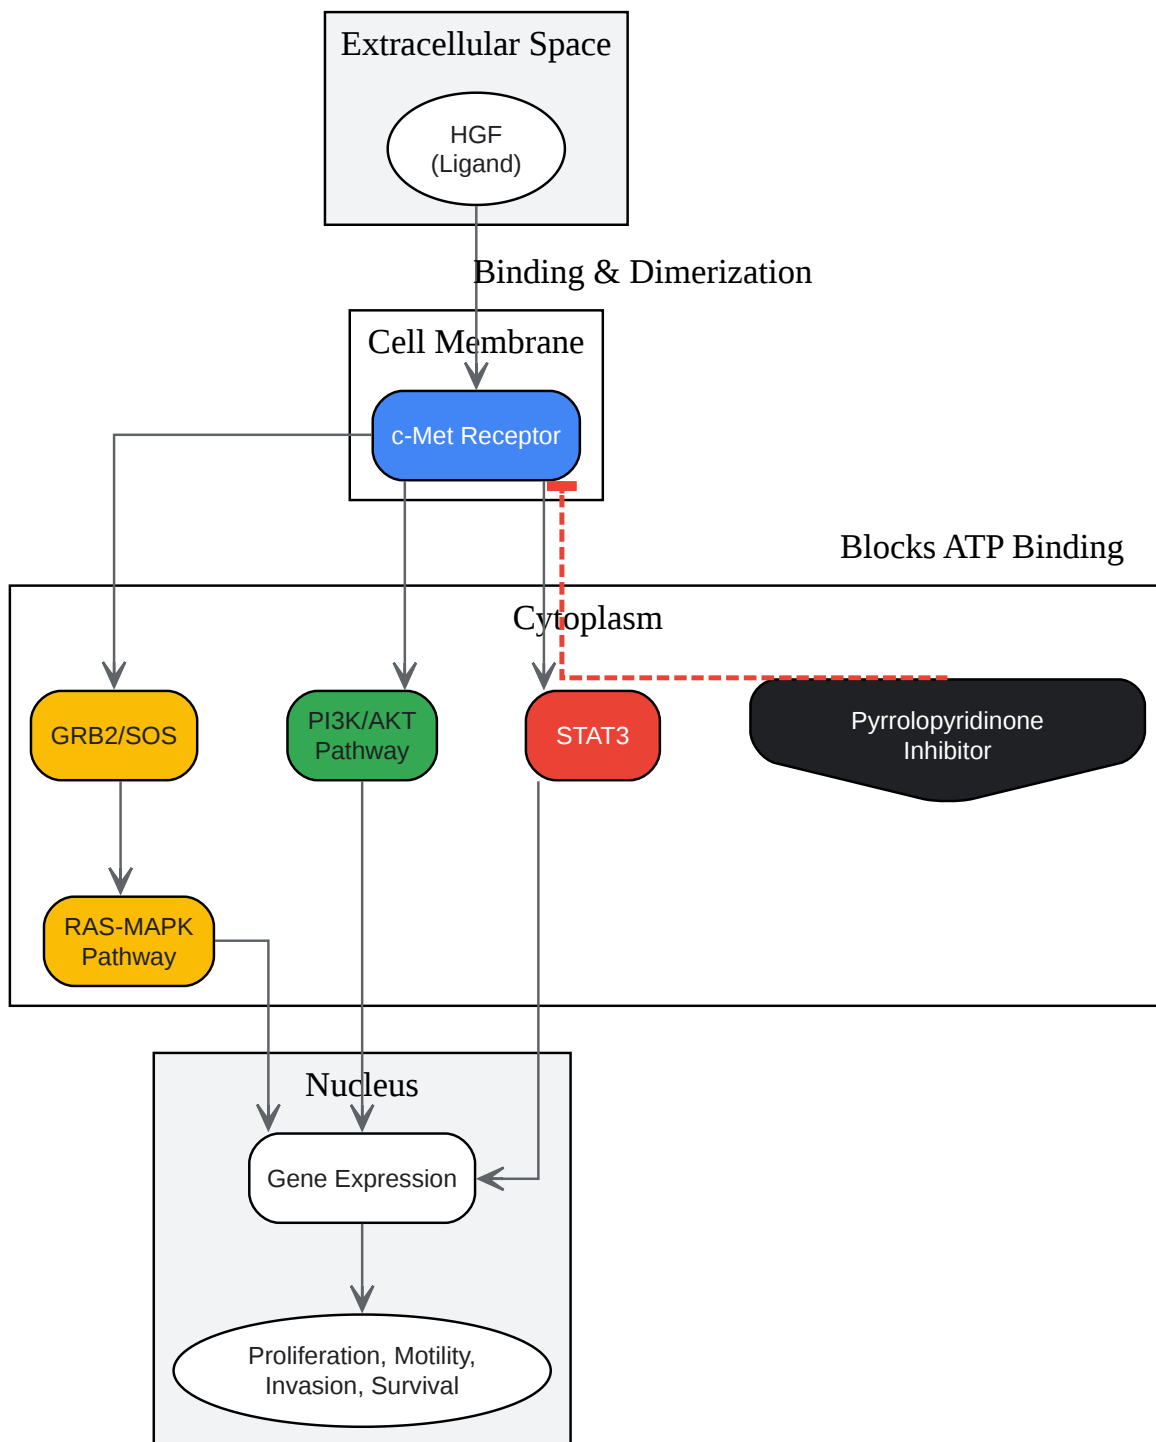 Extracellular Space
HGF
(Ligand)
Binding & Dimerization
Cell Membrane
c-Met Receptor
Blocks ATP Binding
Cytoplasm
GRB2/SOS
PI3K/AKT
Pathway
STAT3
Pyrrolopyridinone
Inhibitor
RAS-MAPK
Pathway
Nucleus
Gene Expression
Proliferation, Motility,
Invasion, Survival